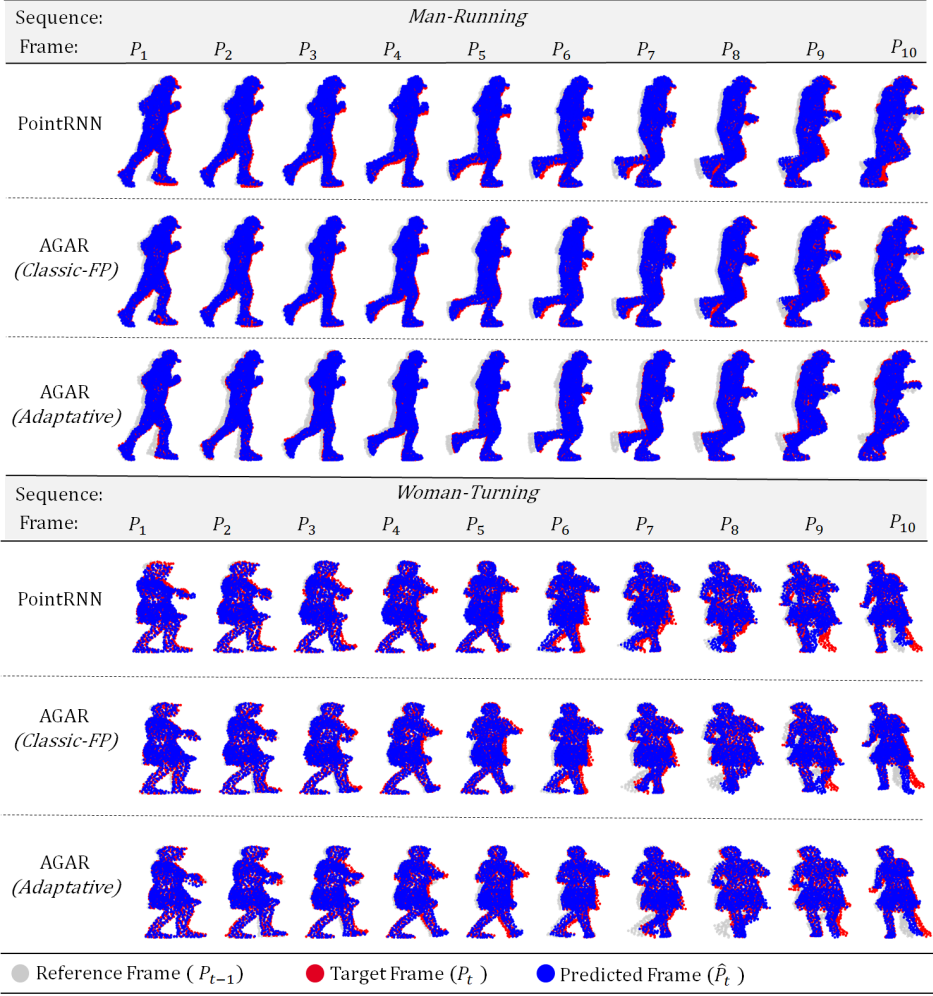 Sequence: Man-Running
Frame: P1 P2 P3 P4 P5 P6 P7 P8 P9 P10
PointRNN
AGAR
(Classic-FP)
AGAR
(Adaptative)
Sequence: Woman-Turning
Frame: P1 P2 P3 P4 P5 P6 P7 P8 P9 P10
PointRNN
AGAR
(Classic-FP)
AGAR
(Adaptative)
Reference Frame ( Pt−1) Target Frame (Pt ) Predicted Frame (P̂t )